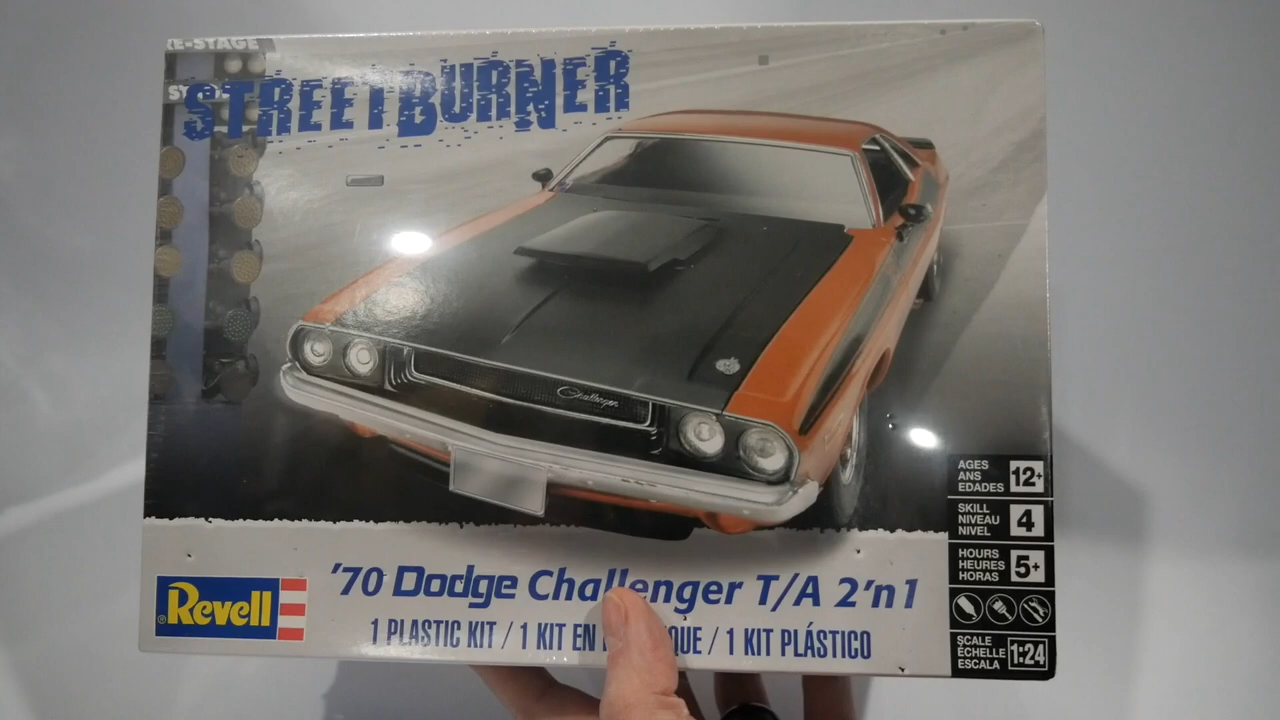 STREETBURNER
Challenger
AGES
ANS
EDADES
12+
SKILL
NIVEAU
NIVEL
4
HOURS
HEURES
HORAS
5+
®Revell
'70 Dodge Challenger T/A 2'n1
1 PLASTIC KIT / 1 KIT EN / 1 KIT PLÁSTICO
SCALE
ÉCHELLE
ESCALA
1:24